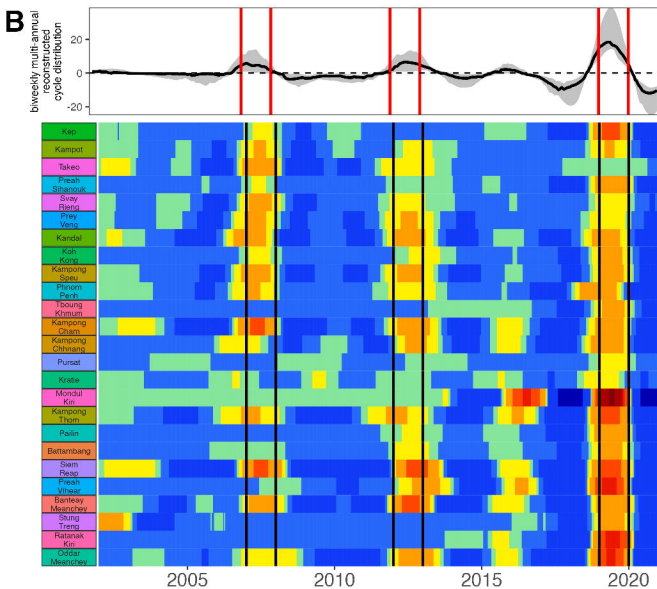 B
biweekly multi-annual
reconstructed
cycle distribution
20
0
-20
Kep
Kampot
Takeo
Preah
Sihanouk
Svay
Rieng
Prey
Veng
Kandal
Koh
Kong
Kampong
Speu
Phnom
Penh
Tboung
Khmum
Kampong
Cham
Kampong
Chhnang
Pursat
Kratie
Mondul
Kiri
Kampong
Thom
Pailin
Battambang
Siem
Reap
Preah
Vihear
Banteay
Meanchey
Stung
Treng
Ratanak
Kiri
Oddar
Meanchey
2005
2010
2015
2020